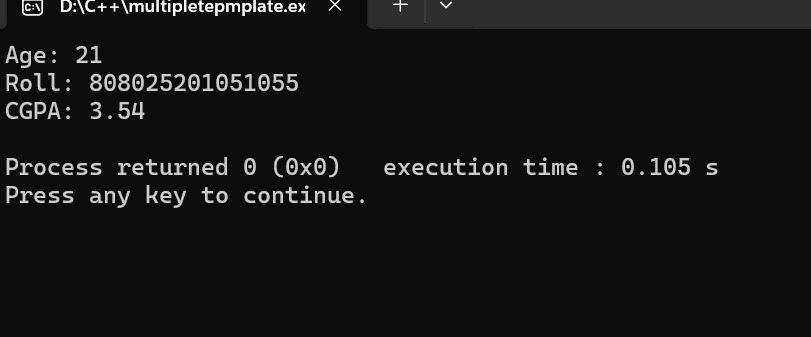 D:\C++\multipletepmplate.ex
Age: 21
Roll: 808025201051055
CGPA: 3.54
Process returned 0 (0x0)   execution time : 0.105 s
Press any key to continue.